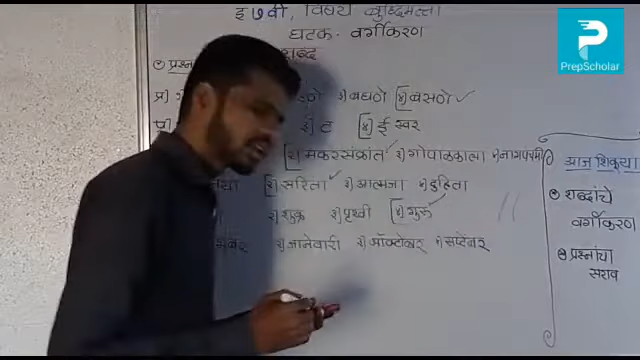 इ ७वी, विषय बुध्दिमत्ता
घटक - वर्गीकरण
शब्द
PrepScholar
प्रश्न
प्र]
२) बघणे ४) बसणे ✓
३) ट ४) ई स्वर
२) मकरसंक्रांत ✓ ३) गोपाळकाला ४) नागपंचमी
२) सरिता ✓ ३) आत्मजा ४) दुहिता
२) शुक्र ३) पृथ्वी ४) गुरु ✓
२) जानेवारी ३) ऑक्टोबर ४) सप्टेंबर
आज शिकूया
शब्दांचे
वर्गीकरण
प्रश्नांचा
सराव